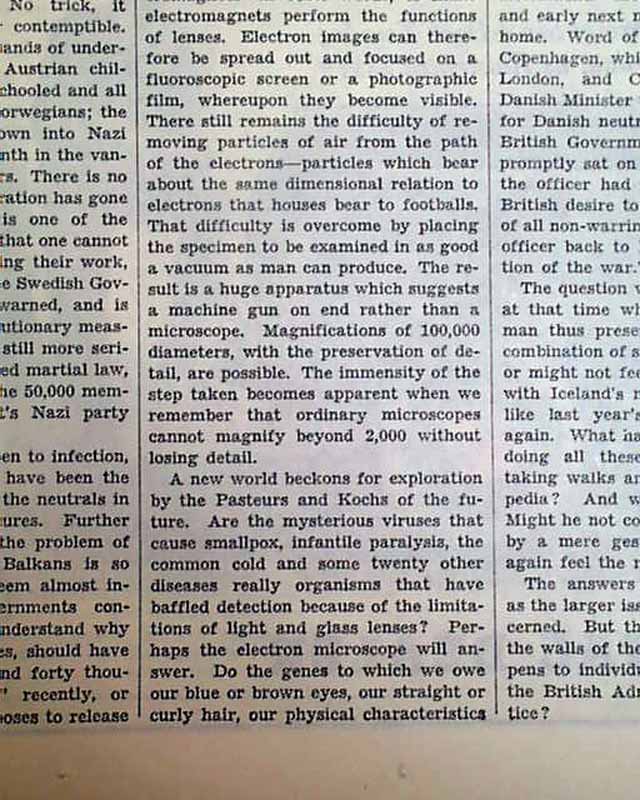 No trick, it
contemptible.
ands of under-
Austrian chil-
chooled and all
orwegians; the
own into Nazi
nth in the van-
rs. There is no
ration has gone
is one of the
that one cannot
ing their work,
e Swedish Gov-
warned, and is
utionary meas-
still more seri-
ed martial law,
he 50,000 mem-
t's Nazi party
en to infection,
have been the
the neutrals in
ures. Further
the problem of
Balkans is so
eem almost in-
ernments con-
nderstand why
es, should have
nd forty thou-
" recently, or
oses to release
electromagnets perform the functions
of lenses. Electron images can there-
fore be spread out and focused on a
fluoroscopic screen or a photographic
film, whereupon they become visible.
There still remains the difficulty of re-
moving particles of air from the path
of the electrons—particles which bear
about the same dimensional relation to
electrons that houses bear to footballs.
That difficulty is overcome by placing
the specimen to be examined in as good
a vacuum as man can produce. The re-
sult is a huge apparatus which suggests
a machine gun on end rather than a
microscope. Magnifications of 100,000
diameters, with the preservation of de-
tail, are possible. The immensity of the
step taken becomes apparent when we
remember that ordinary microscopes
cannot magnify beyond 2,000 without
losing detail.
A new world beckons for exploration
by the Pasteurs and Kochs of the fu-
ture. Are the mysterious viruses that
cause smallpox, infantile paralysis, the
common cold and some twenty other
diseases really organisms that have
baffled detection because of the limita-
tions of light and glass lenses? Per-
haps the electron microscope will an-
swer. Do the genes to which we owe
our blue or brown eyes, our straight or
curly hair, our physical characteristics
and early next
home. Word of
Copenhagen, whi
London, and C
Danish Minister
for Danish neutr
British Governm
promptly sat on
the officer had
British desire to
of all non-warrin
officer back to
tion of the war.
The question
at that time wh
man thus prese
combination of s
or might not fee
with Iceland's
like last year's
again. What ha
doing all these
taking walks an
pedia? And w
Might he not co
by a mere ges
again feel the
The answers
as the larger iss
cerned. But th
the walls of the
pens to individ
the British Ad
tice?